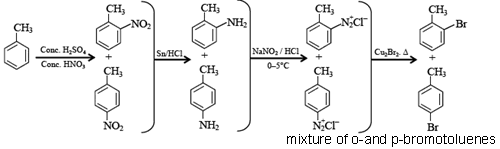 CH₃
Conc. H₂SO₄
Conc. HNO₃
CH₃
NO₂
+
CH₃
NO₂
Sn/HCl
CH₃
NH₂
+
CH₃
NH₂
NaNO₂ / HCl
0–5°C
CH₃
N₂⁺Cl⁻
+
CH₃
N₂⁺Cl⁻
Cu₂Br₂. Δ
CH₃
Br
+
CH₃
Br
mixture of o-and p-bromotoluenes